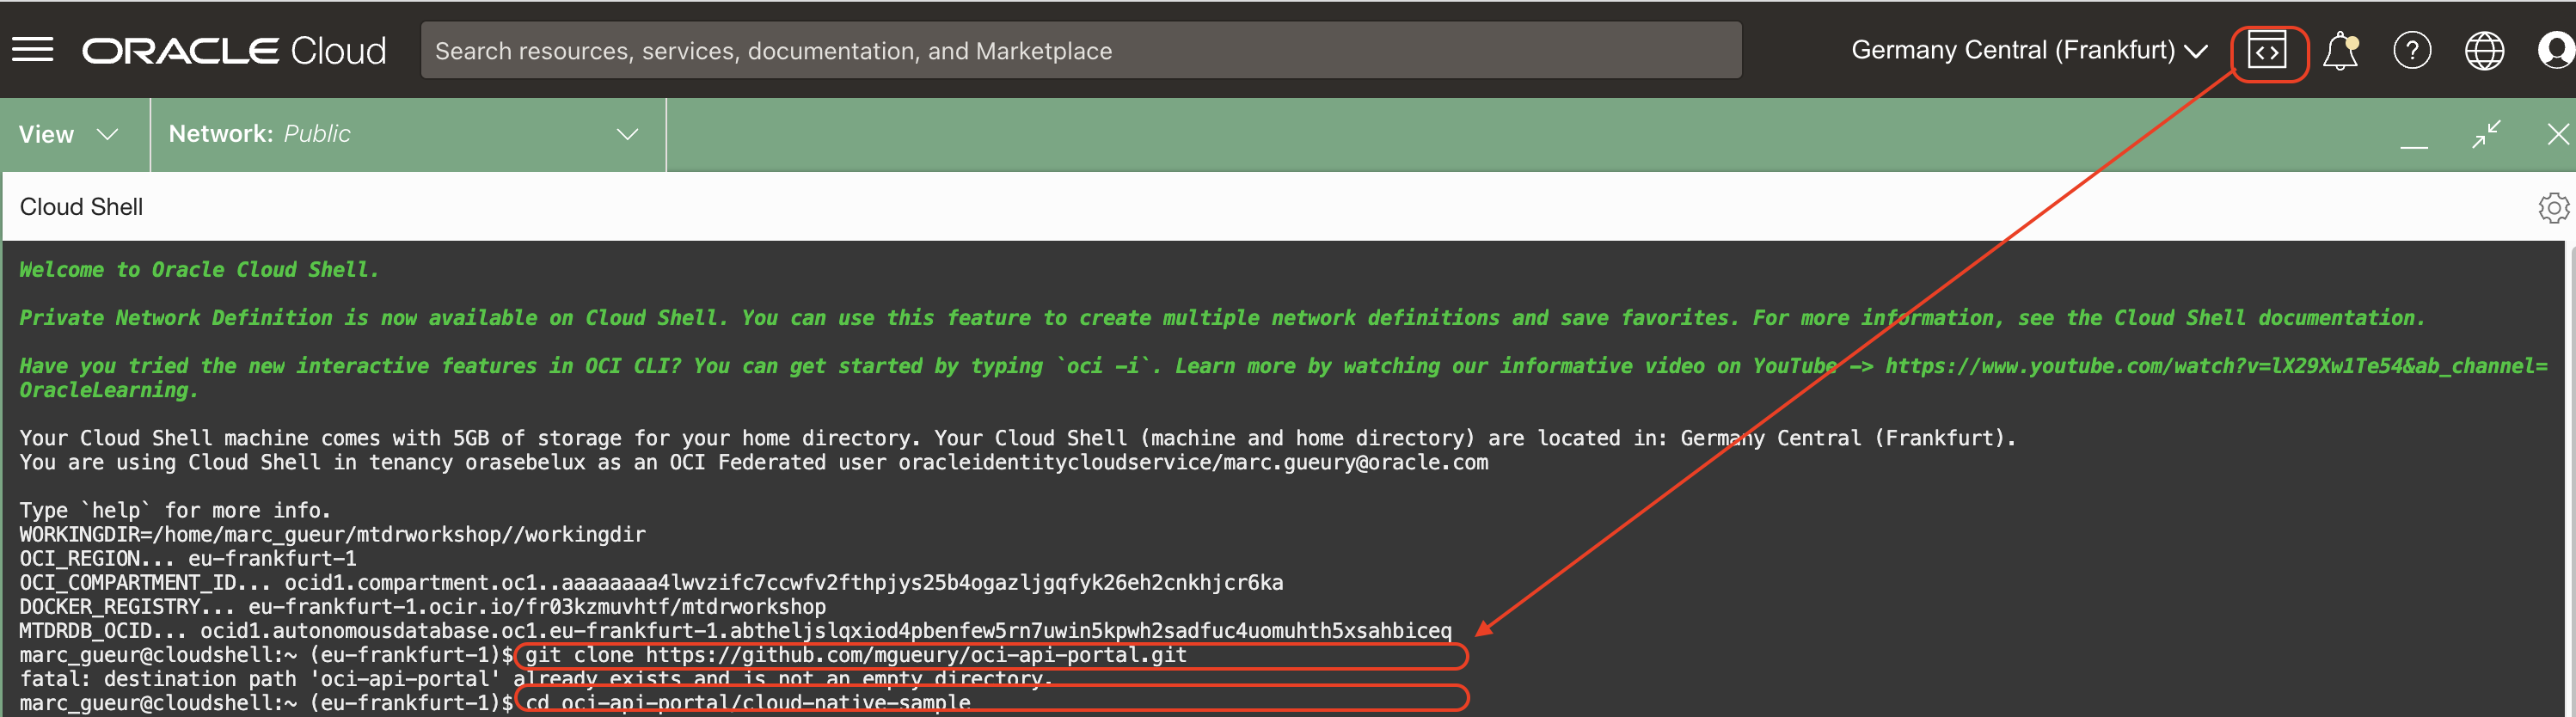 ORACLE Cloud
Search resources, services, documentation, and Marketplace
Germany Central (Frankfurt)
View
Network: Public
Cloud Shell
Welcome to Oracle Cloud Shell.
Private Network Definition is now available on Cloud Shell. You can use this feature to create multiple network definitions and save favorites. For more information, see the Cloud Shell documentation.
Have you tried the new interactive features in OCI CLI? You can get started by typing `oci -i`. Learn more by watching our informative video on YouTube -> https://www.youtube.com/watch?v=lX29Xw1Te54&ab_channel=
OracleLearning.
Your Cloud Shell machine comes with 5GB of storage for your home directory. Your Cloud Shell (machine and home directory) are located in: Germany Central (Frankfurt).
You are using Cloud Shell in tenancy orasebelux as an OCI Federated user oracleidentitycloudservice/marc.gueury@oracle.com
Type `help` for more info.
WORKINGDIR=/home/marc_gueur/mtdrworkshop//workingdir
OCI_REGION... eu-frankfurt-1
OCI_COMPARTMENT_ID... ocid1.compartment.oc1..aaaaaaaa4lwvzifc7ccwfv2fthpjys25b4ogazljgqfyk26eh2cnkhjcr6ka
DOCKER_REGISTRY... eu-frankfurt-1.ocir.io/fr03kzmuvhtf/mtdrworkshop
MTDRDB_OCID... ocid1.autonomousdatabase.oc1.eu-frankfurt-1.abtheljslqxiod4pbenfew5rn7uwin5kpwh2sadfuc4uomuhth5xsahbiceq
marc_gueur@cloudshell:~ (eu-frankfurt-1)$ git clone https://github.com/mgueury/oci-api-portal.git
fatal: destination path 'oci-api-portal' already exists and is not an empty directory.
marc_gueur@cloudshell:~ (eu-frankfurt-1)$ cd oci-api-portal/cloud-native-sample